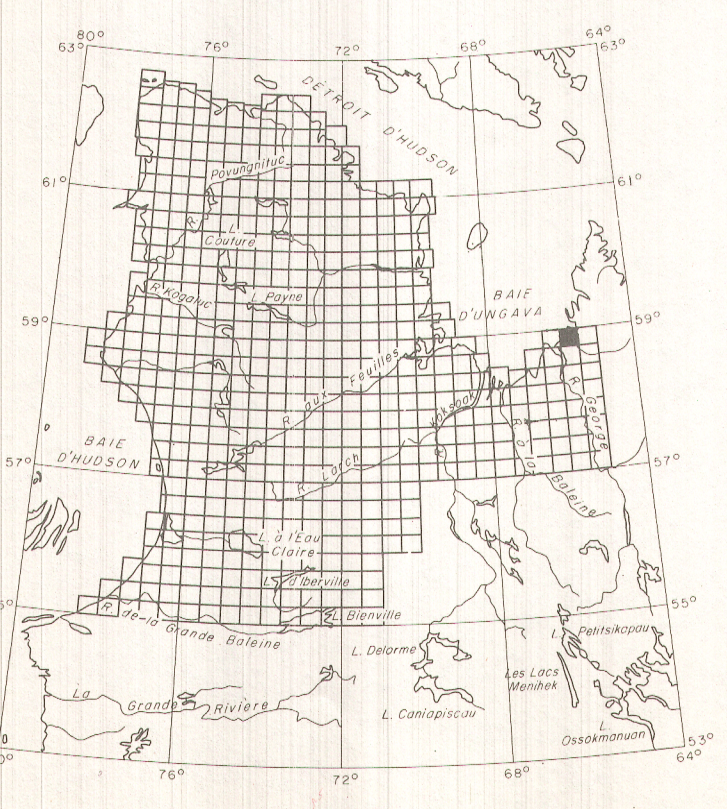 80°
76°
72°
68°
64°
63°
63°
DÉTROIT
D'HUDSON
61°
61°
R. Povungnituc
L.
Couture
R. Kogaluc
L. Payne
BAIE
D'UNGAVA
59°
59°
R. aux Feuilles
R. Koksoak
R. George
BAIE
D'HUDSON
57°
57°
R. Larch
R. à la Baleine
L. à l'Eau
Claire
L. d'Iberville
L. Bienville
5°
55°
R. de-la Grande Baleine
L. Delorme
L. Petitsikapau
Les Lacs
Menihek
La Grande Rivière
L. Caniapiscau
L.
Ossokmanuan
53°
0°
76°
72°
68°
64°